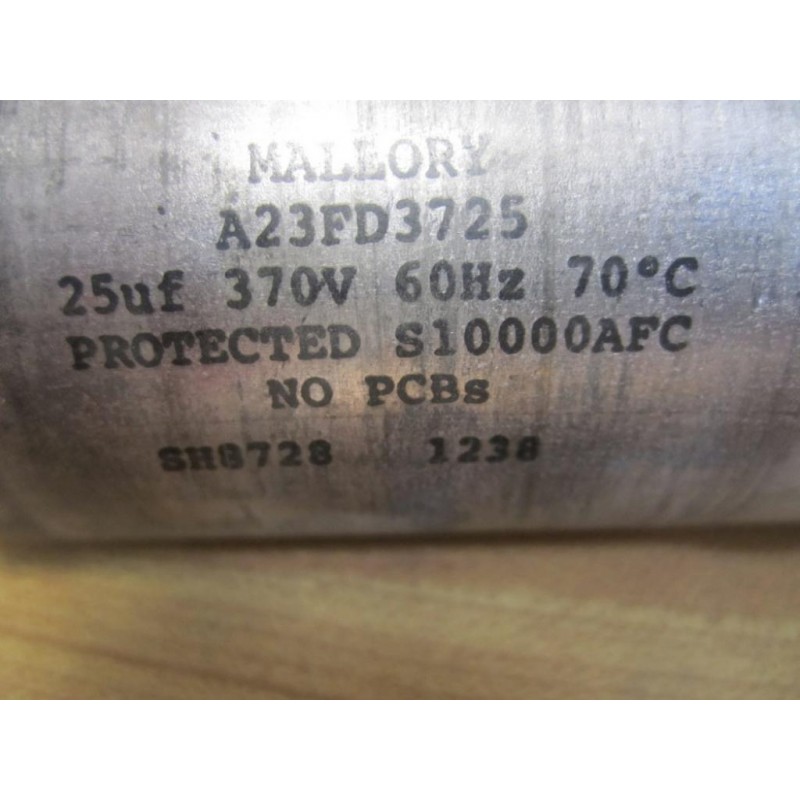 MALLORY
A23FD3725
25uf 370V 60Hz 70°C
PROTECTED S10000AFC
NO PCBs
SH8728 1238